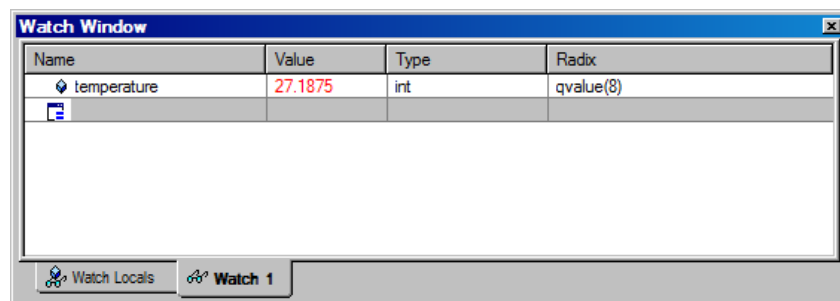 Watch Window
Name Value Type Radix
temperature 27.1875 int qvalue(8)
Watch Locals Watch 1